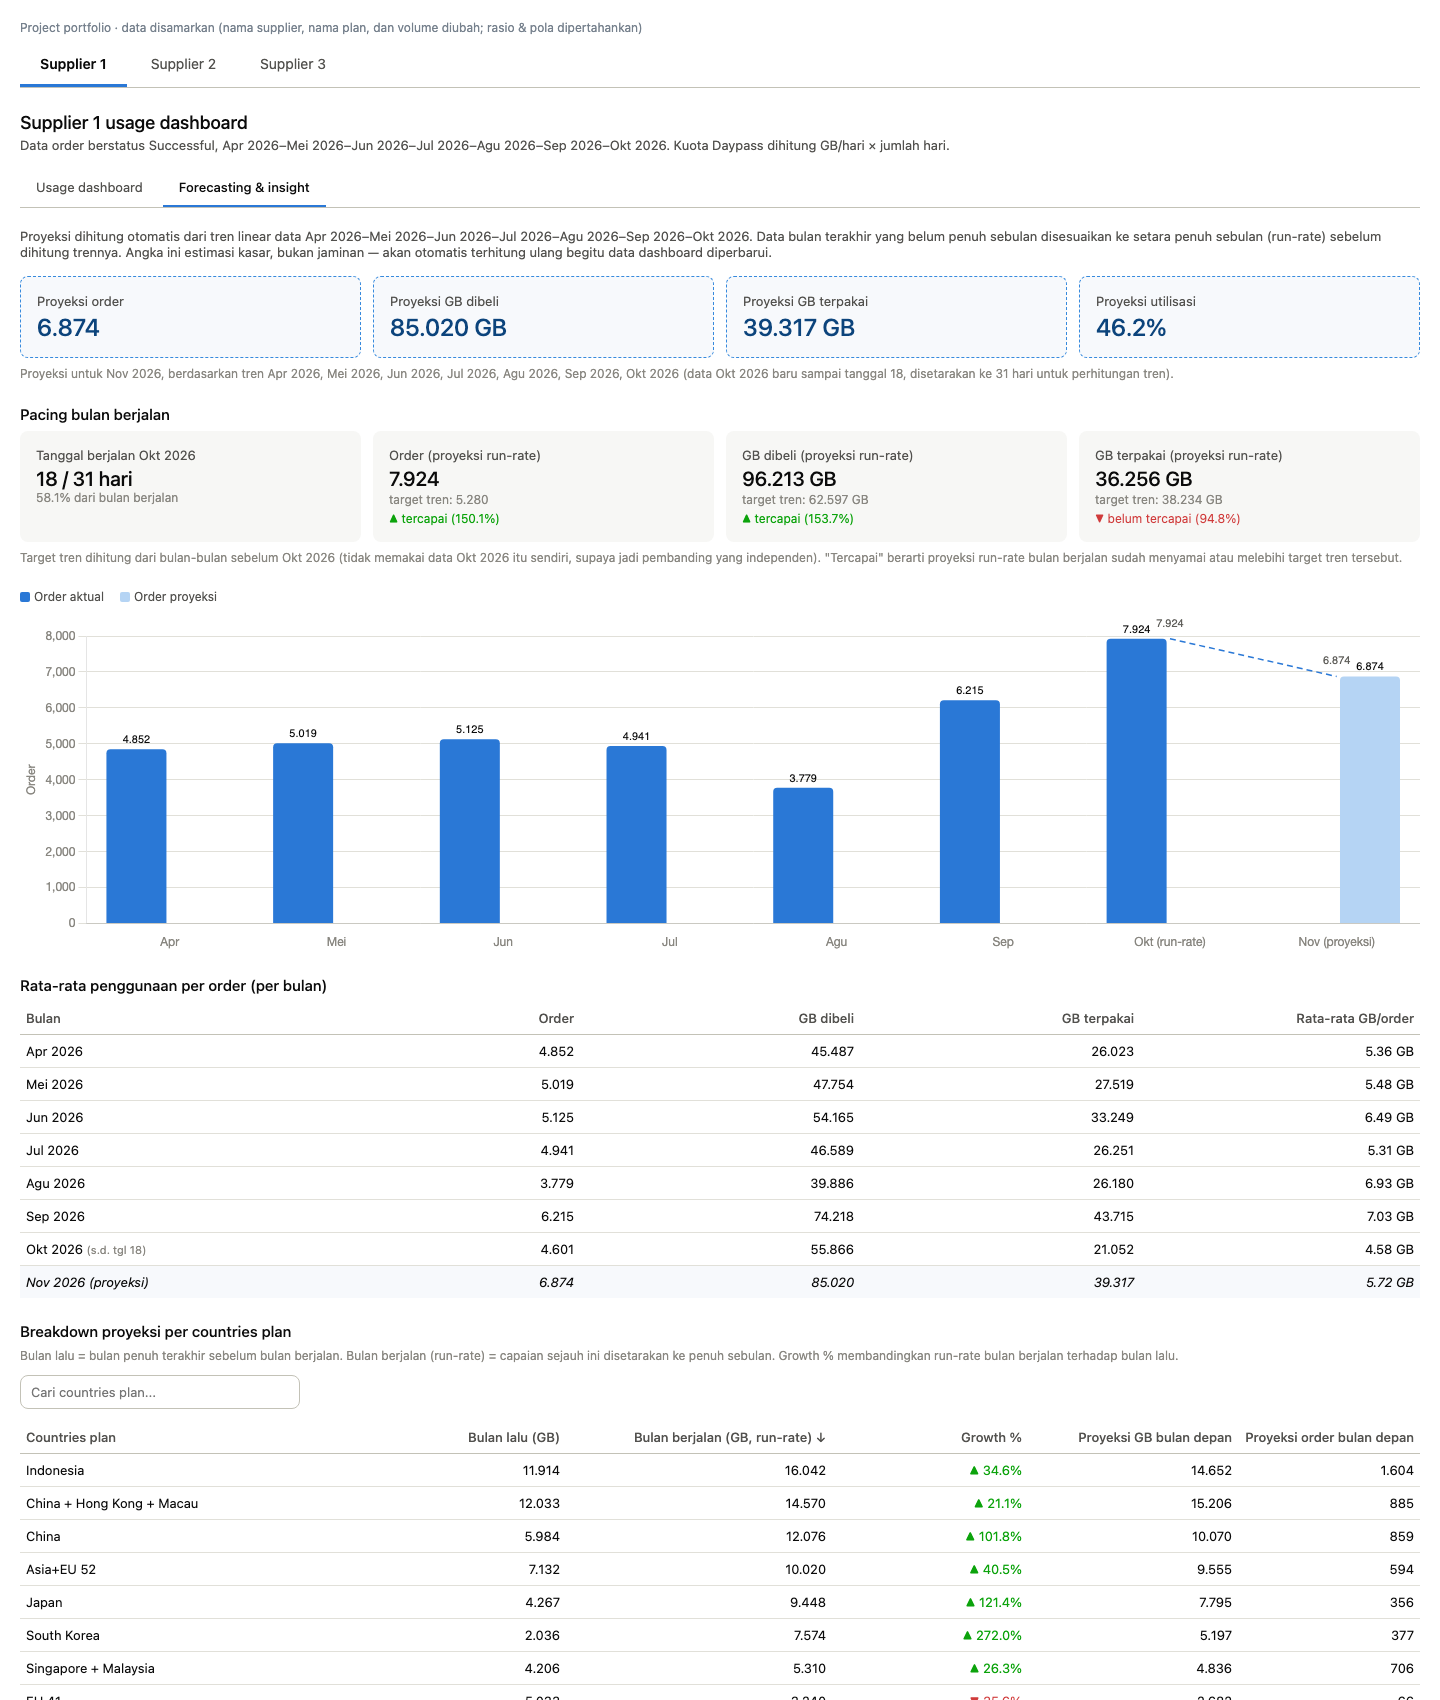 Project portfolio · data disamarkan (nama supplier, nama plan, dan volume diubah; rasio & pola dipertahankan)
Supplier 1 Supplier 2 Supplier 3
Supplier 1 usage dashboard
Data order berstatus Successful, Apr 2026–Mei 2026–Jun 2026–Jul 2026–Agu 2026–Sep 2026–Okt 2026. Kuota Daypass dihitung GB/hari × jumlah hari.
Usage dashboard Forecasting & insight
Proyeksi dihitung otomatis dari tren linear data Apr 2026–Mei 2026–Jun 2026–Jul 2026–Agu 2026–Sep 2026–Okt 2026. Data bulan terakhir yang belum penuh sebulan disesuaikan ke setara penuh sebulan (run-rate) sebelum
dihitung trennya. Angka ini estimasi kasar, bukan jaminan — akan otomatis terhitung ulang begitu data dashboard diperbarui.
Proyeksi order Proyeksi GB dibeli Proyeksi GB terpakai Proyeksi utilisasi
6.874 85.020 GB 39.317 GB 46.2%
Proyeksi untuk Nov 2026, berdasarkan tren Apr 2026, Mei 2026, Jun 2026, Jul 2026, Agu 2026, Sep 2026, Okt 2026 (data Okt 2026 baru sampai tanggal 18, disetarakan ke 31 hari untuk perhitungan tren).
Pacing bulan berjalan
Tanggal berjalan Okt 2026 Order (proyeksi run-rate) GB dibeli (proyeksi run-rate) GB terpakai (proyeksi run-rate)
18 / 31 hari 7.924 96.213 GB 36.256 GB
58.1% dari bulan berjalan target tren: 5.280 target tren: 62.597 GB target tren: 38.234 GB
▲ tercapai (150.1%) ▲ tercapai (153.7%) ▼ belum tercapai (94.8%)
Target tren dihitung dari bulan-bulan sebelum Okt 2026 (tidak memakai data Okt 2026 itu sendiri, supaya jadi pembanding yang independen). "Tercapai" berarti proyeksi run-rate bulan berjalan sudah menyamai atau melebihi target tren tersebut.
Order aktual Order proyeksi
8,000
7,000
6,000
5,000
4,000
3,000
2,000
1,000
0
Order
4.852 5.019 5.125 4.941 3.779 6.215 7.924 7.924 6.874 6.874
Apr Mei Jun Jul Agu Sep Okt (run-rate) Nov (proyeksi)
Rata-rata penggunaan per order (per bulan)
Bulan Order GB dibeli GB terpakai Rata-rata GB/order
Apr 2026 4.852 45.487 26.023 5.36 GB
Mei 2026 5.019 47.754 27.519 5.48 GB
Jun 2026 5.125 54.165 33.249 6.49 GB
Jul 2026 4.941 46.589 26.251 5.31 GB
Agu 2026 3.779 39.886 26.180 6.93 GB
Sep 2026 6.215 74.218 43.715 7.03 GB
Okt 2026 (s.d. tgl 18) 4.601 55.866 21.052 4.58 GB
Nov 2026 (proyeksi) 6.874 85.020 39.317 5.72 GB
Breakdown proyeksi per countries plan
Bulan lalu = bulan penuh terakhir sebelum bulan berjalan. Bulan berjalan (run-rate) = capaian sejauh ini disetarakan ke penuh sebulan. Growth % membandingkan run-rate bulan berjalan terhadap bulan lalu.
Cari countries plan...
Countries plan Bulan lalu (GB) Bulan berjalan (GB, run-rate) ↓ Growth % Proyeksi GB bulan depan Proyeksi order bulan depan
Indonesia 11.914 16.042 ▲ 34.6% 14.652 1.604
China + Hong Kong + Macau 12.033 14.570 ▲ 21.1% 15.206 885
China 5.984 12.076 ▲ 101.8% 10.070 859
Asia+EU 52 7.132 10.020 ▲ 40.5% 9.555 594
Japan 4.267 9.448 ▲ 121.4% 7.795 356
South Korea 2.036 7.574 ▲ 272.0% 5.197 377
Singapore + Malaysia 4.206 5.310 ▲ 26.3% 4.836 706